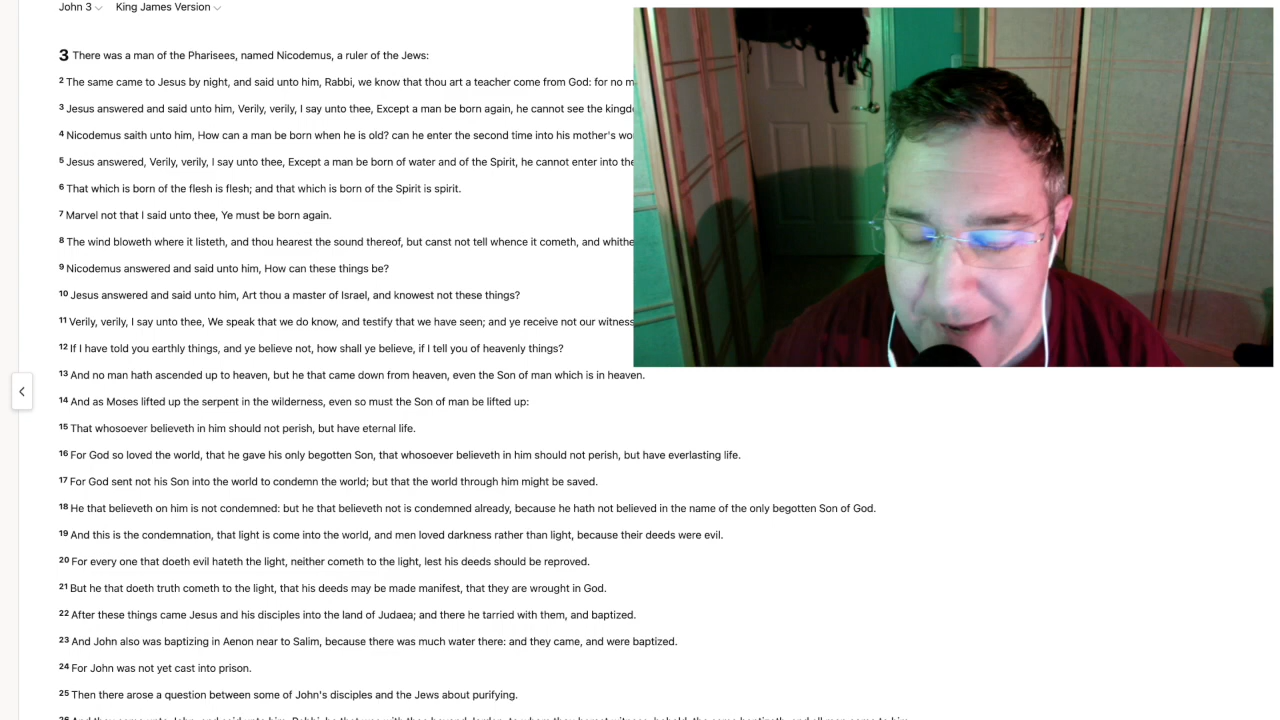 John 3 King James Version
3 There was a man of the Pharisees, named Nicodemus, a ruler of the Jews:
2 The same came to Jesus by night, and said unto him, Rabbi, we know that thou art a teacher come from God: for no
3 Jesus answered and said unto him, Verily, verily, I say unto thee, Except a man be born again, he cannot see the
4 Nicodemus saith unto him, How can a man be born when he is old? can he enter the second time into his mother's
5 Jesus answered, Verily, verily, I say unto thee, Except a man be born of water and of the Spirit, he cannot enter into the
6 That which is born of the flesh is flesh; and that which is born of the Spirit is spirit.
7 Marvel not that I said unto thee, Ye must be born again.
8 The wind bloweth where it listeth, and thou hearest the sound thereof, but canst not tell whence it cometh, and
9 Nicodemus answered and said unto him, How can these things be?
10 Jesus answered and said unto him, Art thou a master of Israel, and knowest not these things?
11 Verily, verily, I say unto thee, We speak that we do know, and testify that we have seen; and ye receive not our witness
12 If I have told you earthly things, and ye believe not, how shall ye believe, if I tell you of heavenly things?
13 And no man hath ascended up to heaven, but he that came down from heaven, even the Son of man which is in heaven.
14 And as Moses lifted up the serpent in the wilderness, even so must the Son of man be lifted up:
15 That whosoever believeth in him should not perish, but have eternal life.
16 For God so loved the world, that he gave his only begotten Son, that whosoever believeth in him should not perish, but have everlasting life.
17 For God sent not his Son into the world to condemn the world; but that the world through him might be saved.
18 He that believeth on him is not condemned: but he that believeth not is condemned already, because he hath not believed in the name of the only begotten Son of God.
19 And this is the condemnation, that light is come into the world, and men loved darkness rather than light, because their deeds were evil.
20 For every one that doeth evil hateth the light, neither cometh to the light, lest his deeds should be reproved.
21 But he that doeth truth cometh to the light, that his deeds may be made manifest, that they are wrought in God.
22 After these things came Jesus and his disciples into the land of Judaea; and there he tarried with them, and baptized.
23 And John also was baptizing in Aenon near to Salim, because there was much water there: and they came, and were baptized.
24 For John was not yet cast into prison.
25 Then there arose a question between some of John's disciples and the Jews about purifying.